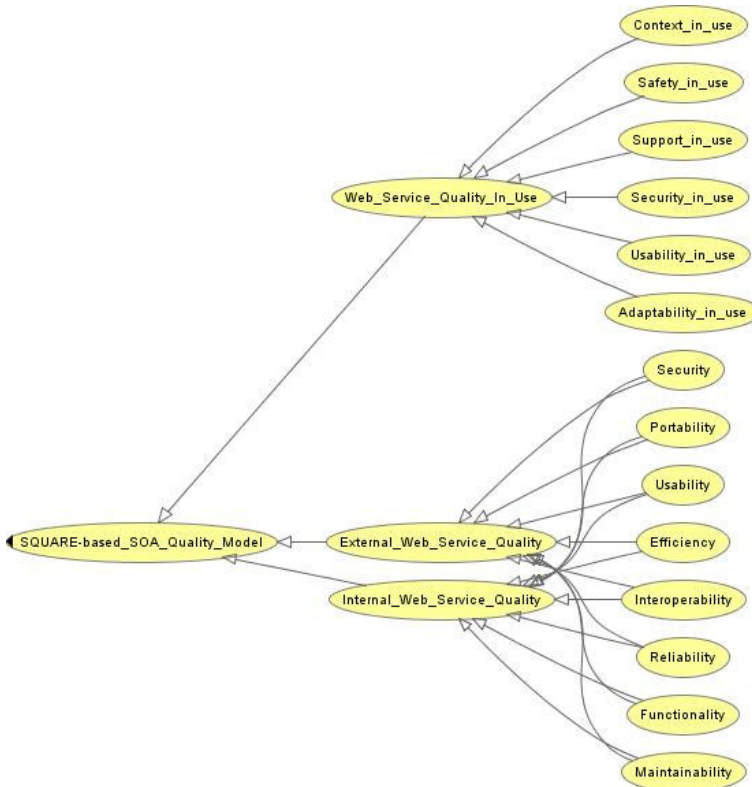 Context_in_use
Safety_in_use
Support_in_use
Web_Service_Quality_In_Use
Security_in_use
Usability_in_use
Adaptability_in_use
Security
Portability
Usability
SQUARE-based_SOA_Quality_Model
External_Web_Service_Quality
Efficiency
Internal_Web_Service_Quality
Interoperability
Reliability
Functionality
Maintainability